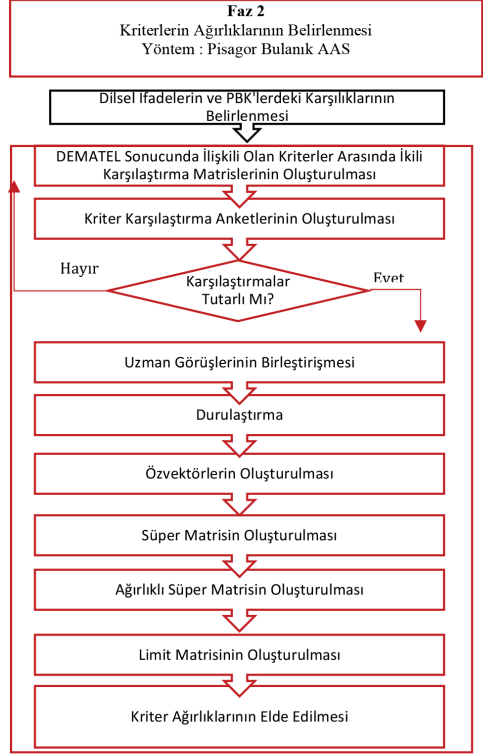 Faz 2
Kriterlerin Ağırlıklarının Belirlenmesi
Yöntem : Pisagor Bulanık AAS
Dilsel İfadelerin ve PBK'lerdeki Karşılıklarının
Belirlenmesi
DEMATEL Sonucunda İlişkili Olan Kriterler Arasında İkili
Karşılaştırma Matrislerinin Oluşturulması
Kriter Karşılaştırma Anketlerinin Oluşturulması
Hayır
Karşılaştırmalar
Tutarlı Mı?
Evet
Uzman Görüşlerinin Birleştirişmesi
Durulaştırma
Özvektörlerin Oluşturulması
Süper Matrisin Oluşturulması
Ağırlıklı Süper Matrisin Oluşturulması
Limit Matrisinin Oluşturulması
Kriter Ağırlıklarının Elde Edilmesi